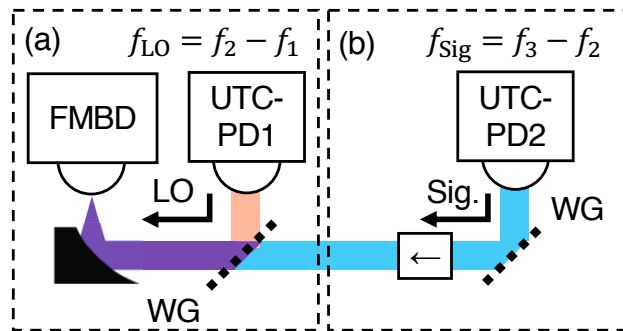 (a)
f_LO = f_2 − f_1
(b)
f_Sig = f_3 − f_2
FMBD
UTC-
PD1
UTC-
PD2
LO
Sig.
WG
←
WG